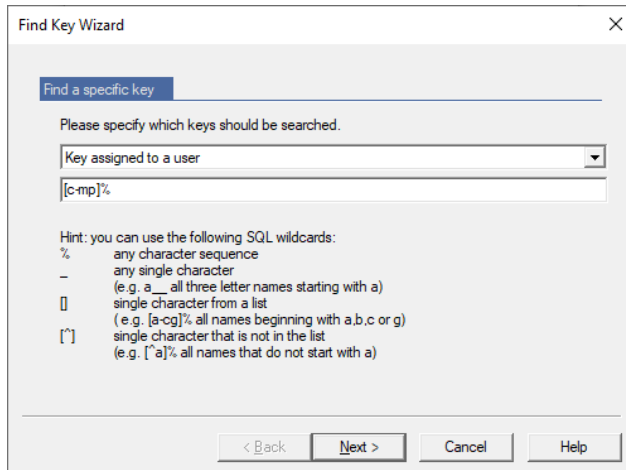 Find Key Wizard
Find a specific key
Please specify which keys should be searched.
Key assigned to a user
[c-mp]%
Hint: you can use the following SQL wildcards:
% any character sequence
_ any single character
(e.g. a__ all three letter names starting with a)
[] single character from a list
( e.g. [a-cg]% all names beginning with a,b,c or g)
[^] single character that is not in the list
(e.g. [^a]% all names that do not start with a)
< Back Next > Cancel Help